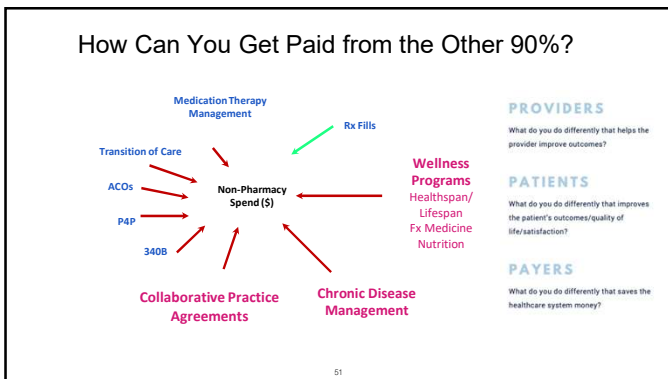 How Can You Get Paid from the Other 90%?
Medication Therapy
Management
Rx Fills
Transition of Care
ACOs
P4P
340B
Non-Pharmacy
Spend ($)
Wellness
Programs
Healthspan/
Lifespan
Fx Medicine
Nutrition
Collaborative Practice
Agreements
Chronic Disease
Management
PROVIDERS
What do you do differently that helps the
provider improve outcomes?
PATIENTS
What do you do differently that improves
the patient's outcomes/quality of
life/satisfaction?
PAYERS
What do you do differently that saves the
healthcare system money?
51